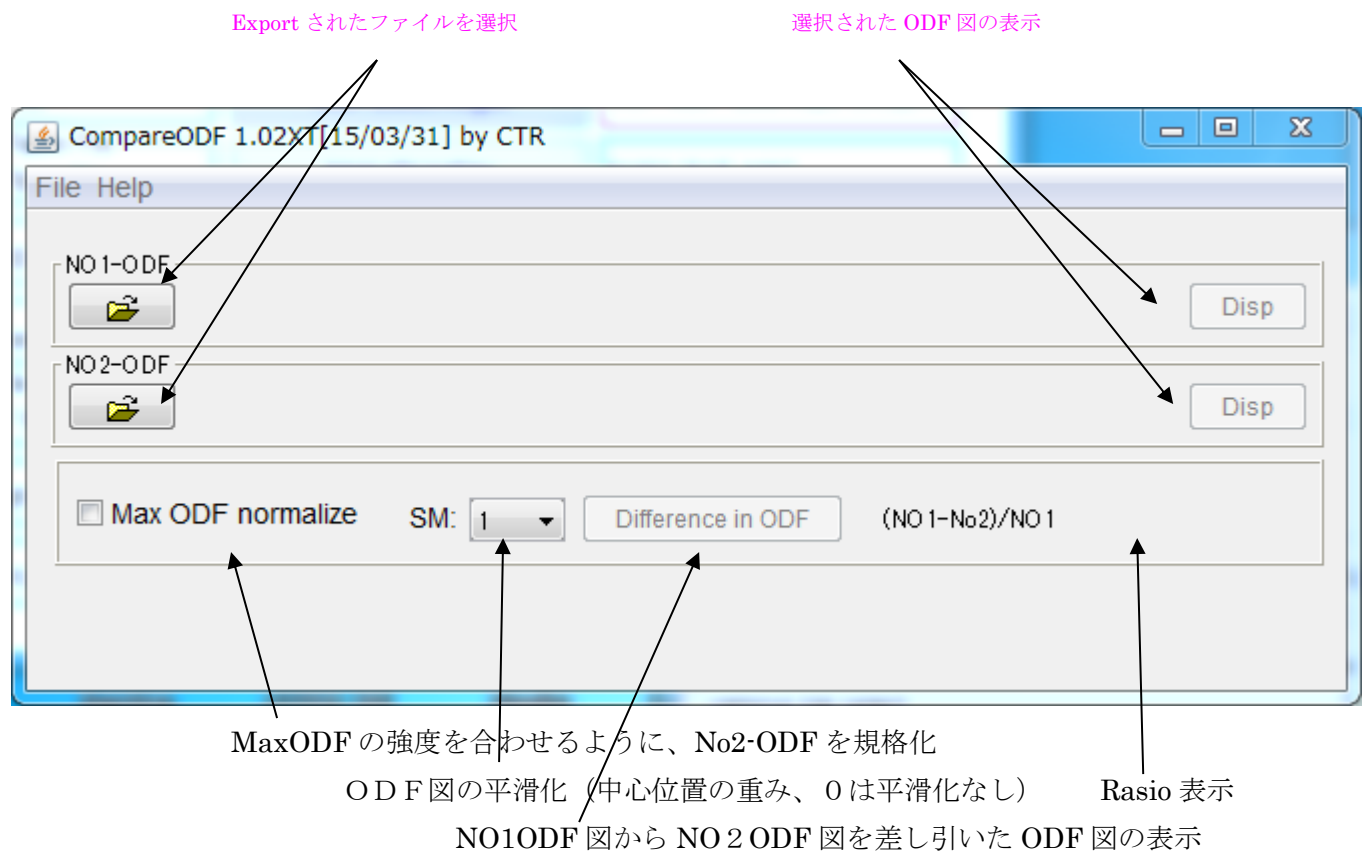 Export されたファイルを選択
選択された ODF 図の表示
CompareODF 1.02XT[15/03/31] by CTR
File Help
NO1-ODF
Disp
NO2-ODF
Disp
Max ODF normalize SM: 1 Difference in ODF (NO1-No2)/NO1
MaxODF の強度を合わせるように、No2-ODF を規格化
ＯＤＦ図の平滑化（中心位置の重み、０は平滑化なし） Rasio 表示
NO1ODF 図から NO２ODF 図を差し引いた ODF 図の表示